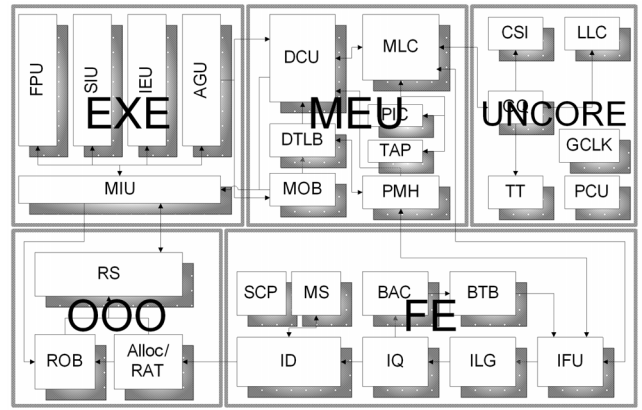 FPU
SIU
IEU
AGU
EXE
MIU
DCU
MLC
MEU
PIC
DTLB
TAP
MOB
PMH
CSI
LLC
GQ
UNCORE
GCLK
TT
PCU
RS
OOO
ROB
Alloc/
RAT
SCP
MS
BAC
BTB
FE
ID
IQ
ILG
IFU